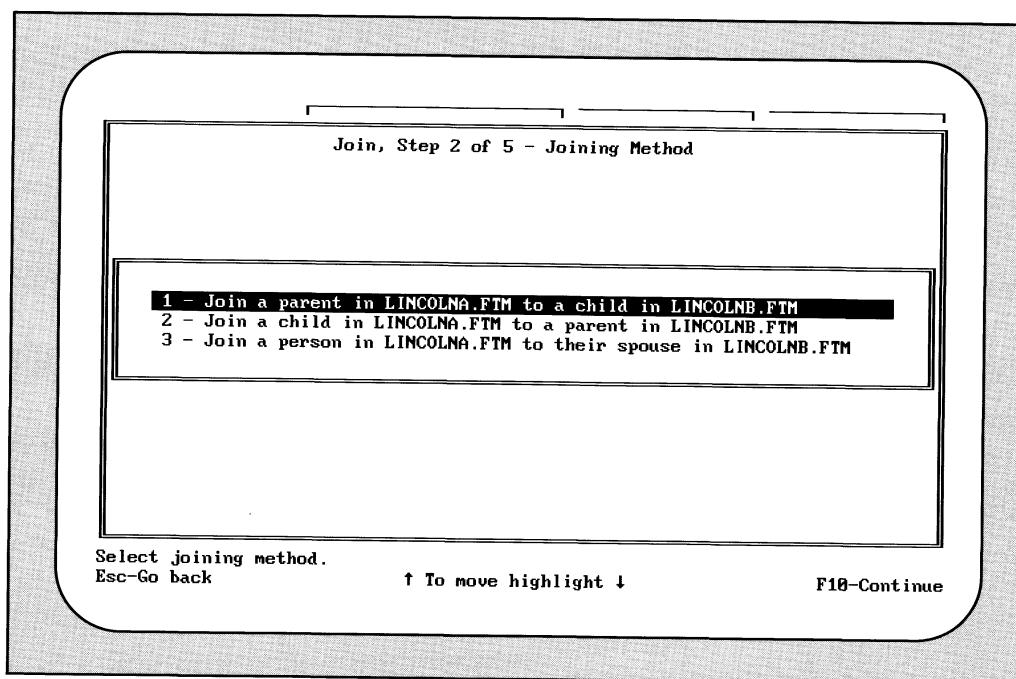 Join, Step 2 of 5 - Joining Method
1 - Join a parent in LINCOLNA.FTM to a child in LINCOLNB.FTM
2 - Join a child in LINCOLNA.FTM to a parent in LINCOLNB.FTM
3 - Join a person in LINCOLNA.FTM to their spouse in LINCOLNB.FTM
Select joining method.
Esc-Go back ↑ To move highlight ↓ F10-Continue